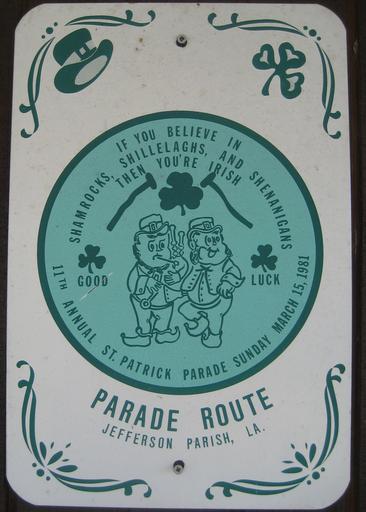 IF YOU BELIEVE IN
SHAMROCKS, SHILLELAGHS, AND SHENANIGANS
THEN YOU'RE IRISH
GOOD LUCK
11TH ANNUAL ST. PATRICK PARADE SUNDAY MARCH 15, 1981
PARADE ROUTE
JEFFERSON PARISH, LA.